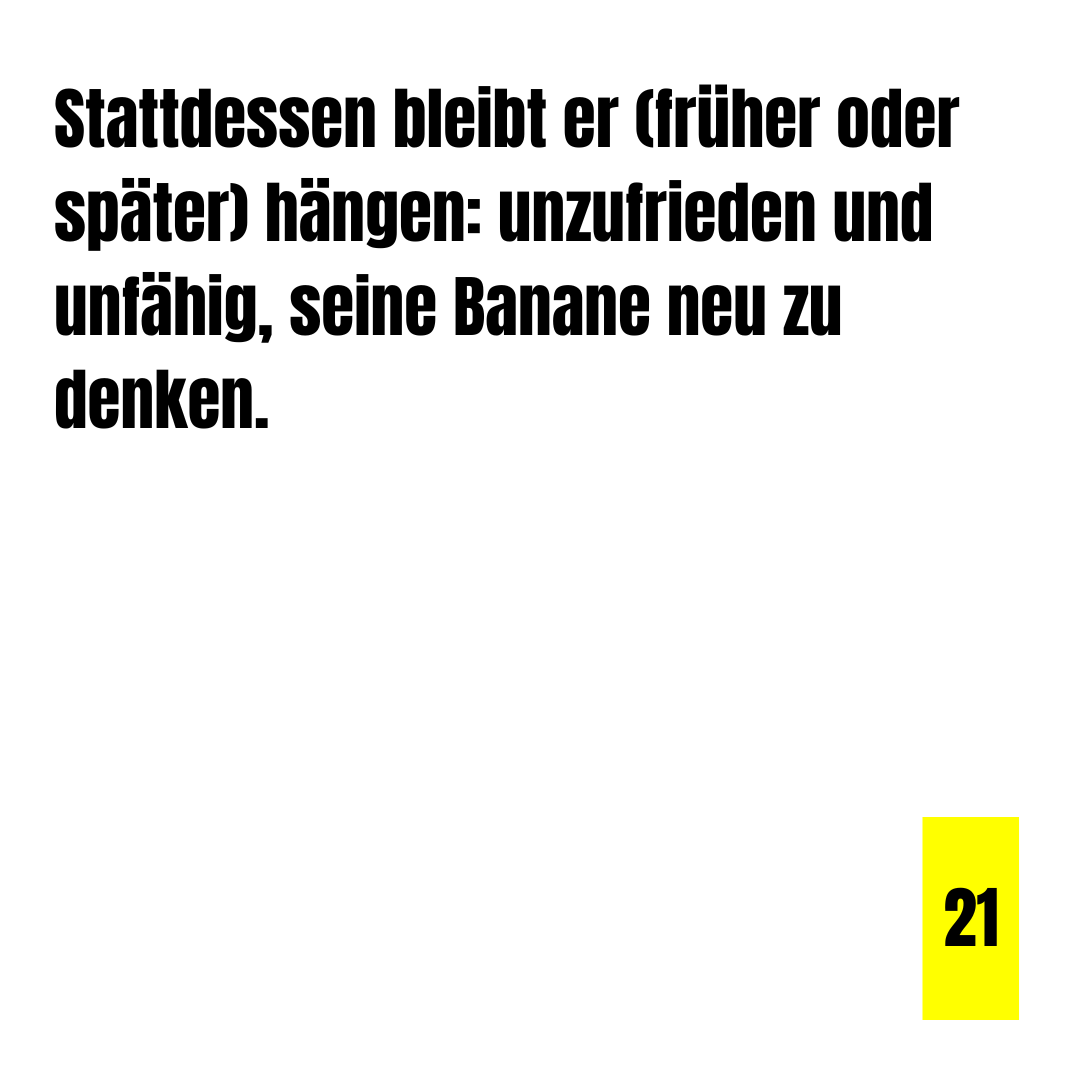 Stattdessen bleibt er (früher oder
später) hängen: unzufrieden und
unfähig, seine Banane neu zu
denken.
21